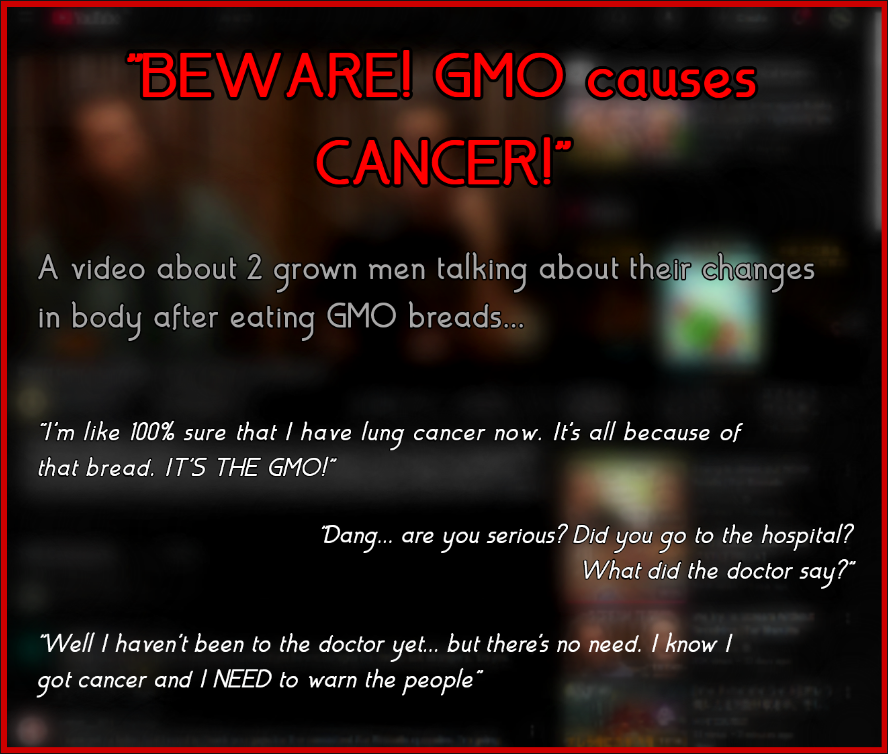 "BEWARE! GMO causes
CANCER!"
A video about 2 grown men talking about their changes
in body after eating GMO breads...
"I'm like 100% sure that I have lung cancer now. It's all because of
that bread. IT'S THE GMO!"
"Dang... are you serious? Did you go to the hospital?
What did the doctor say?"
"Well I haven't been to the doctor yet... but there's no need. I know I
got cancer and I NEED to warn the people"